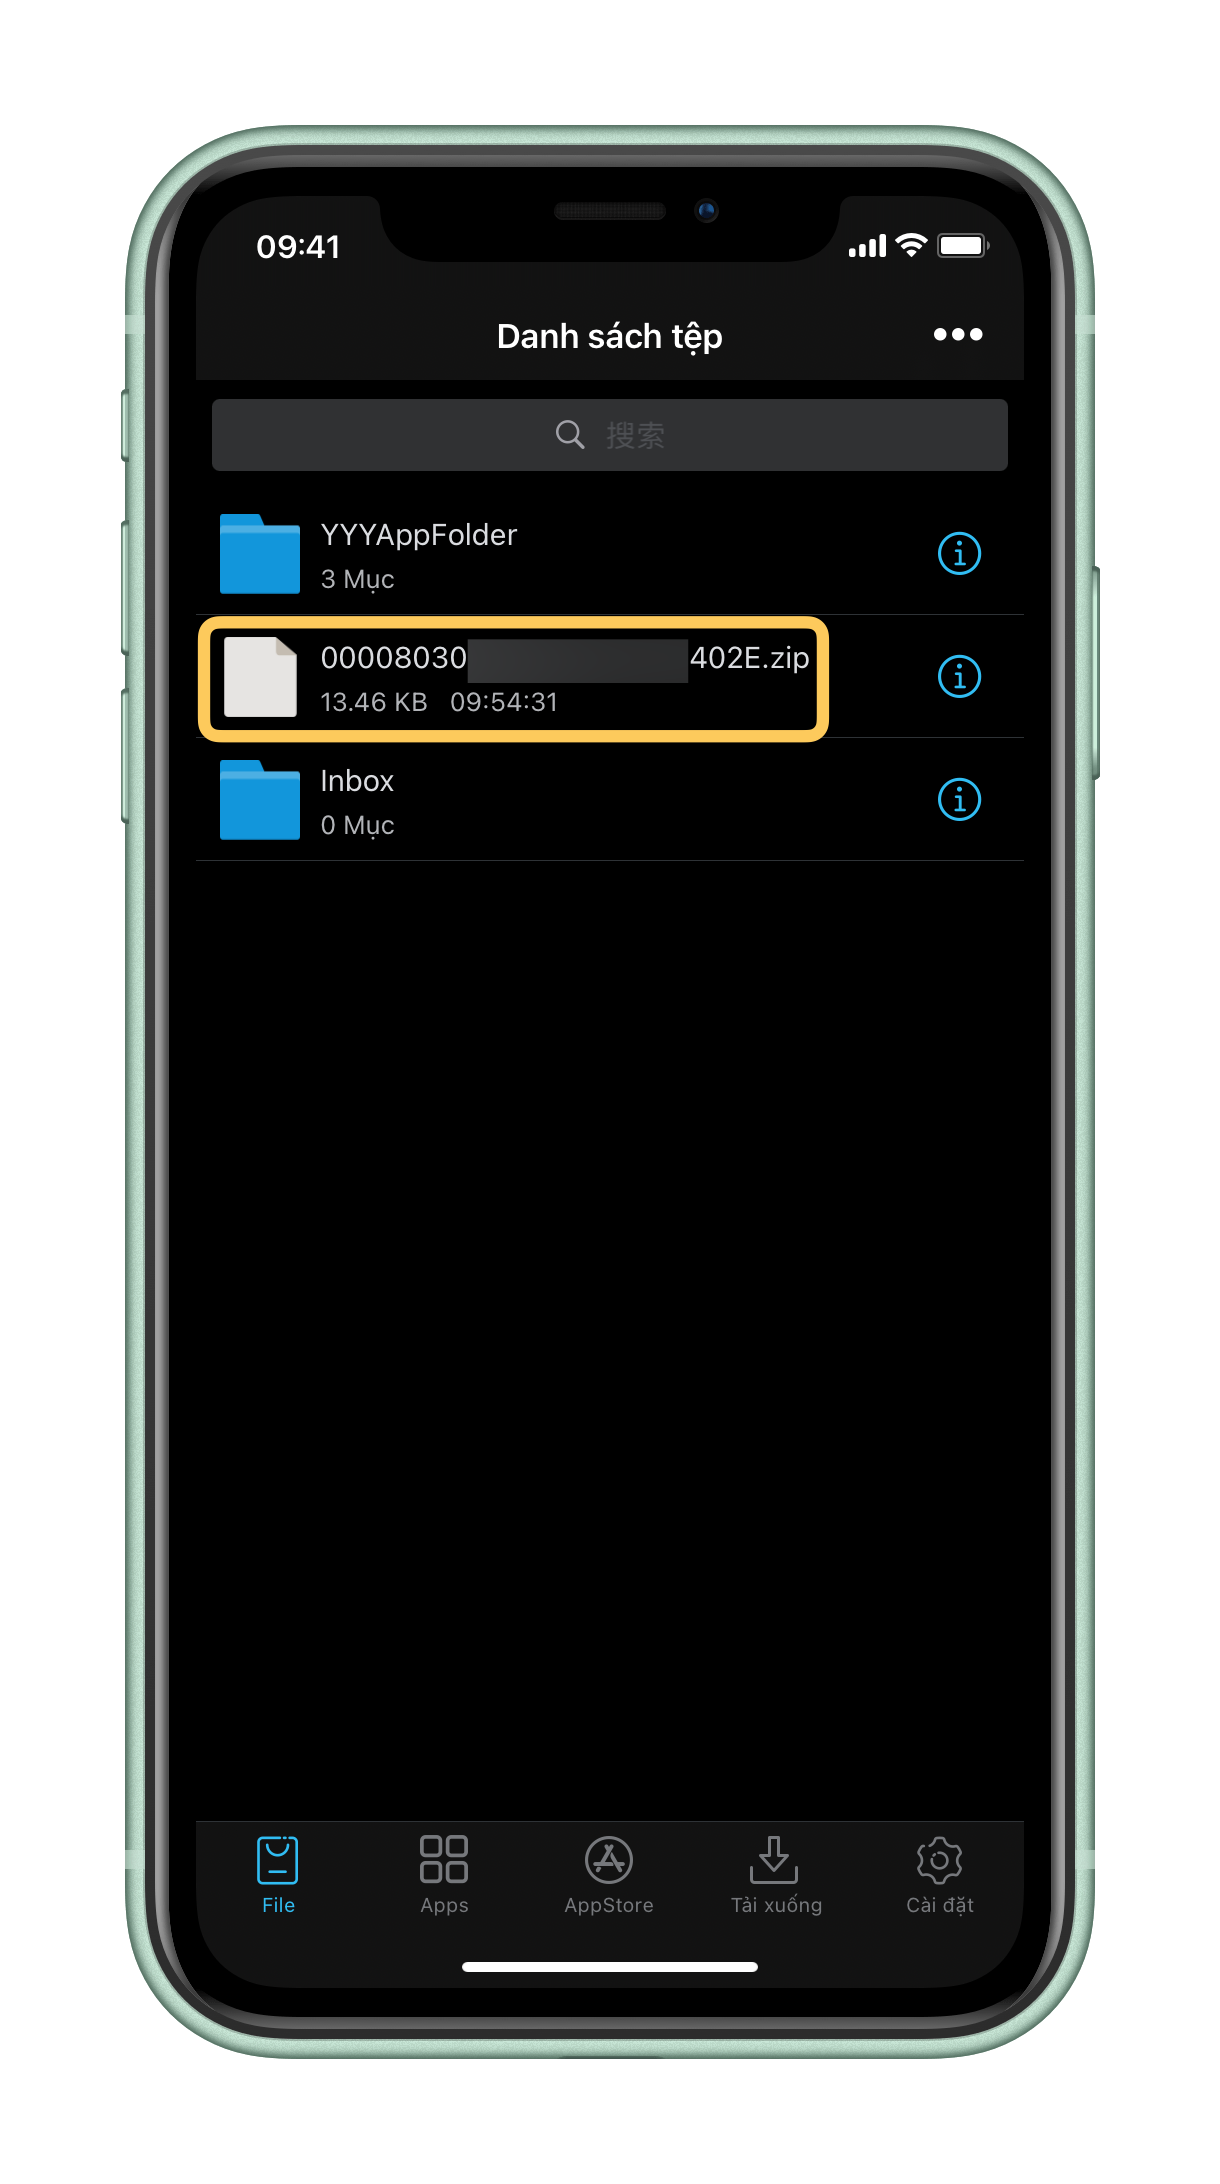 09:41
Danh sách tệp
搜索
YYYAppFolder
3 Mục
00008030 402E.zip
13.46 KB 09:54:31
Inbox
0 Mục
File Apps AppStore Tải xuống Cài đặt